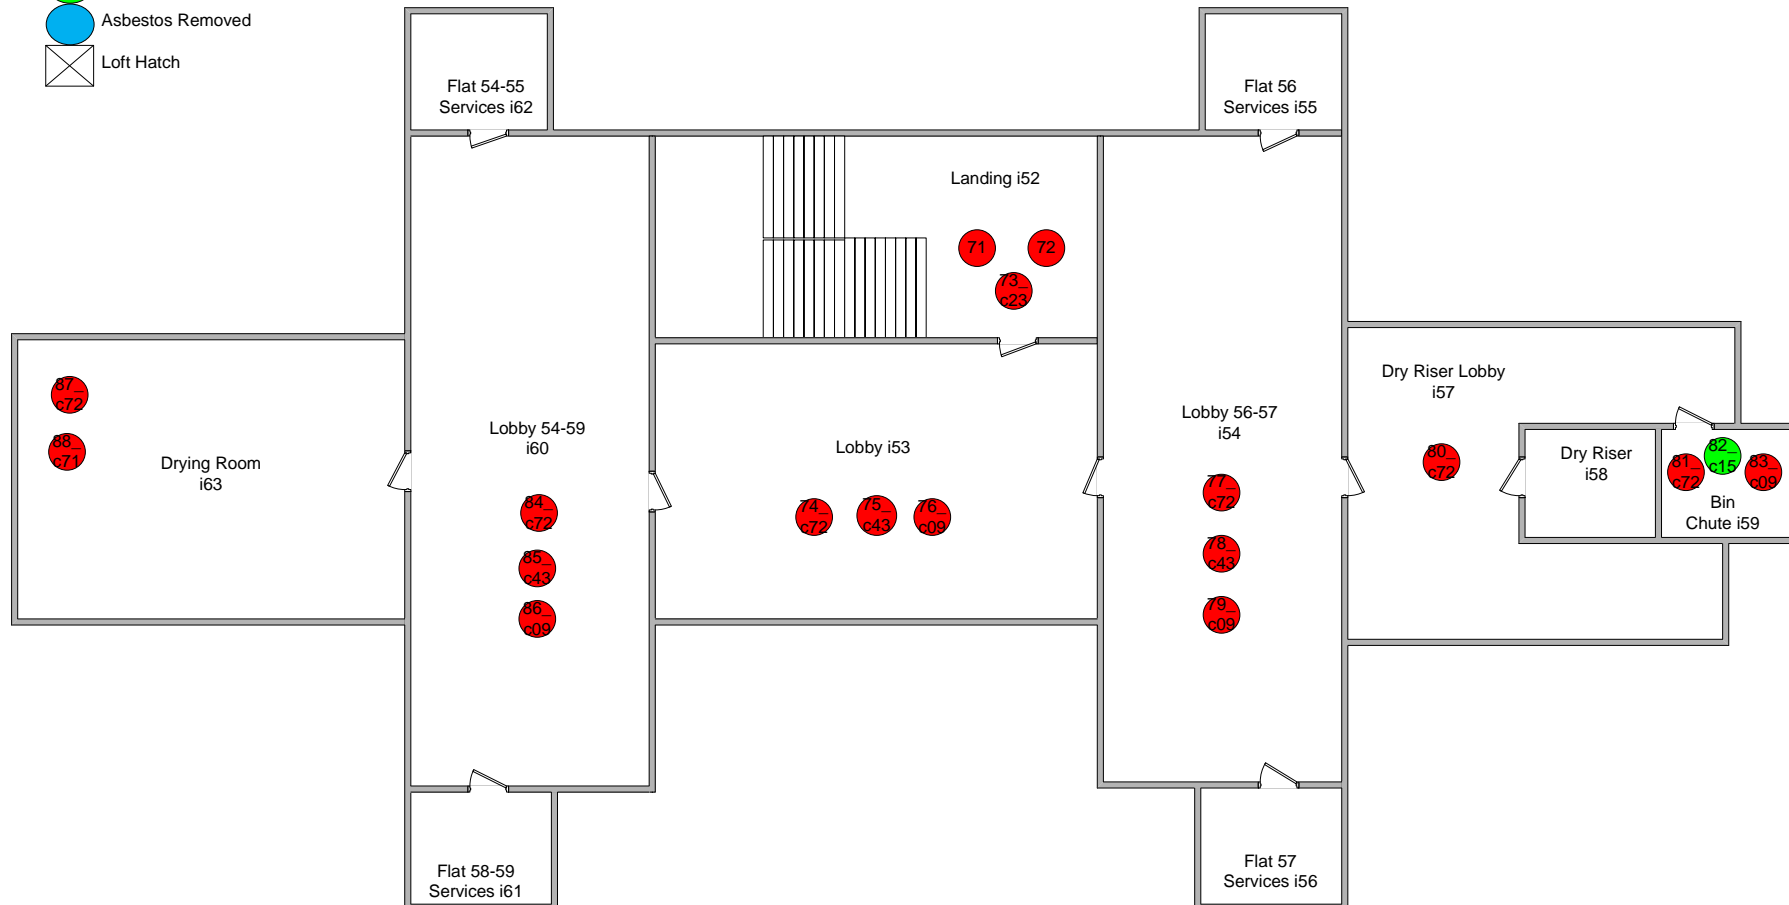 Asbestos Removed
Loft Hatch
Flat 54-55
Services i62
Flat 56
Services i55
Landing i52
71
72
73_
c23
Dry Riser Lobby
i57
87_
c72
88_
c71
Drying Room
i63
Lobby 54-59
i60
84_
c72
85_
c43
86_
c09
Lobby i53
74_
c72
75_
c43
76_
c09
Lobby 56-57
i54
77_
c72
78_
c43
79_
c09
80_
c72
Dry Riser
i58
81_
c72
82_
c15
83_
c09
Bin
Chute i59
Flat 58-59
Services i61
Flat 57
Services i56